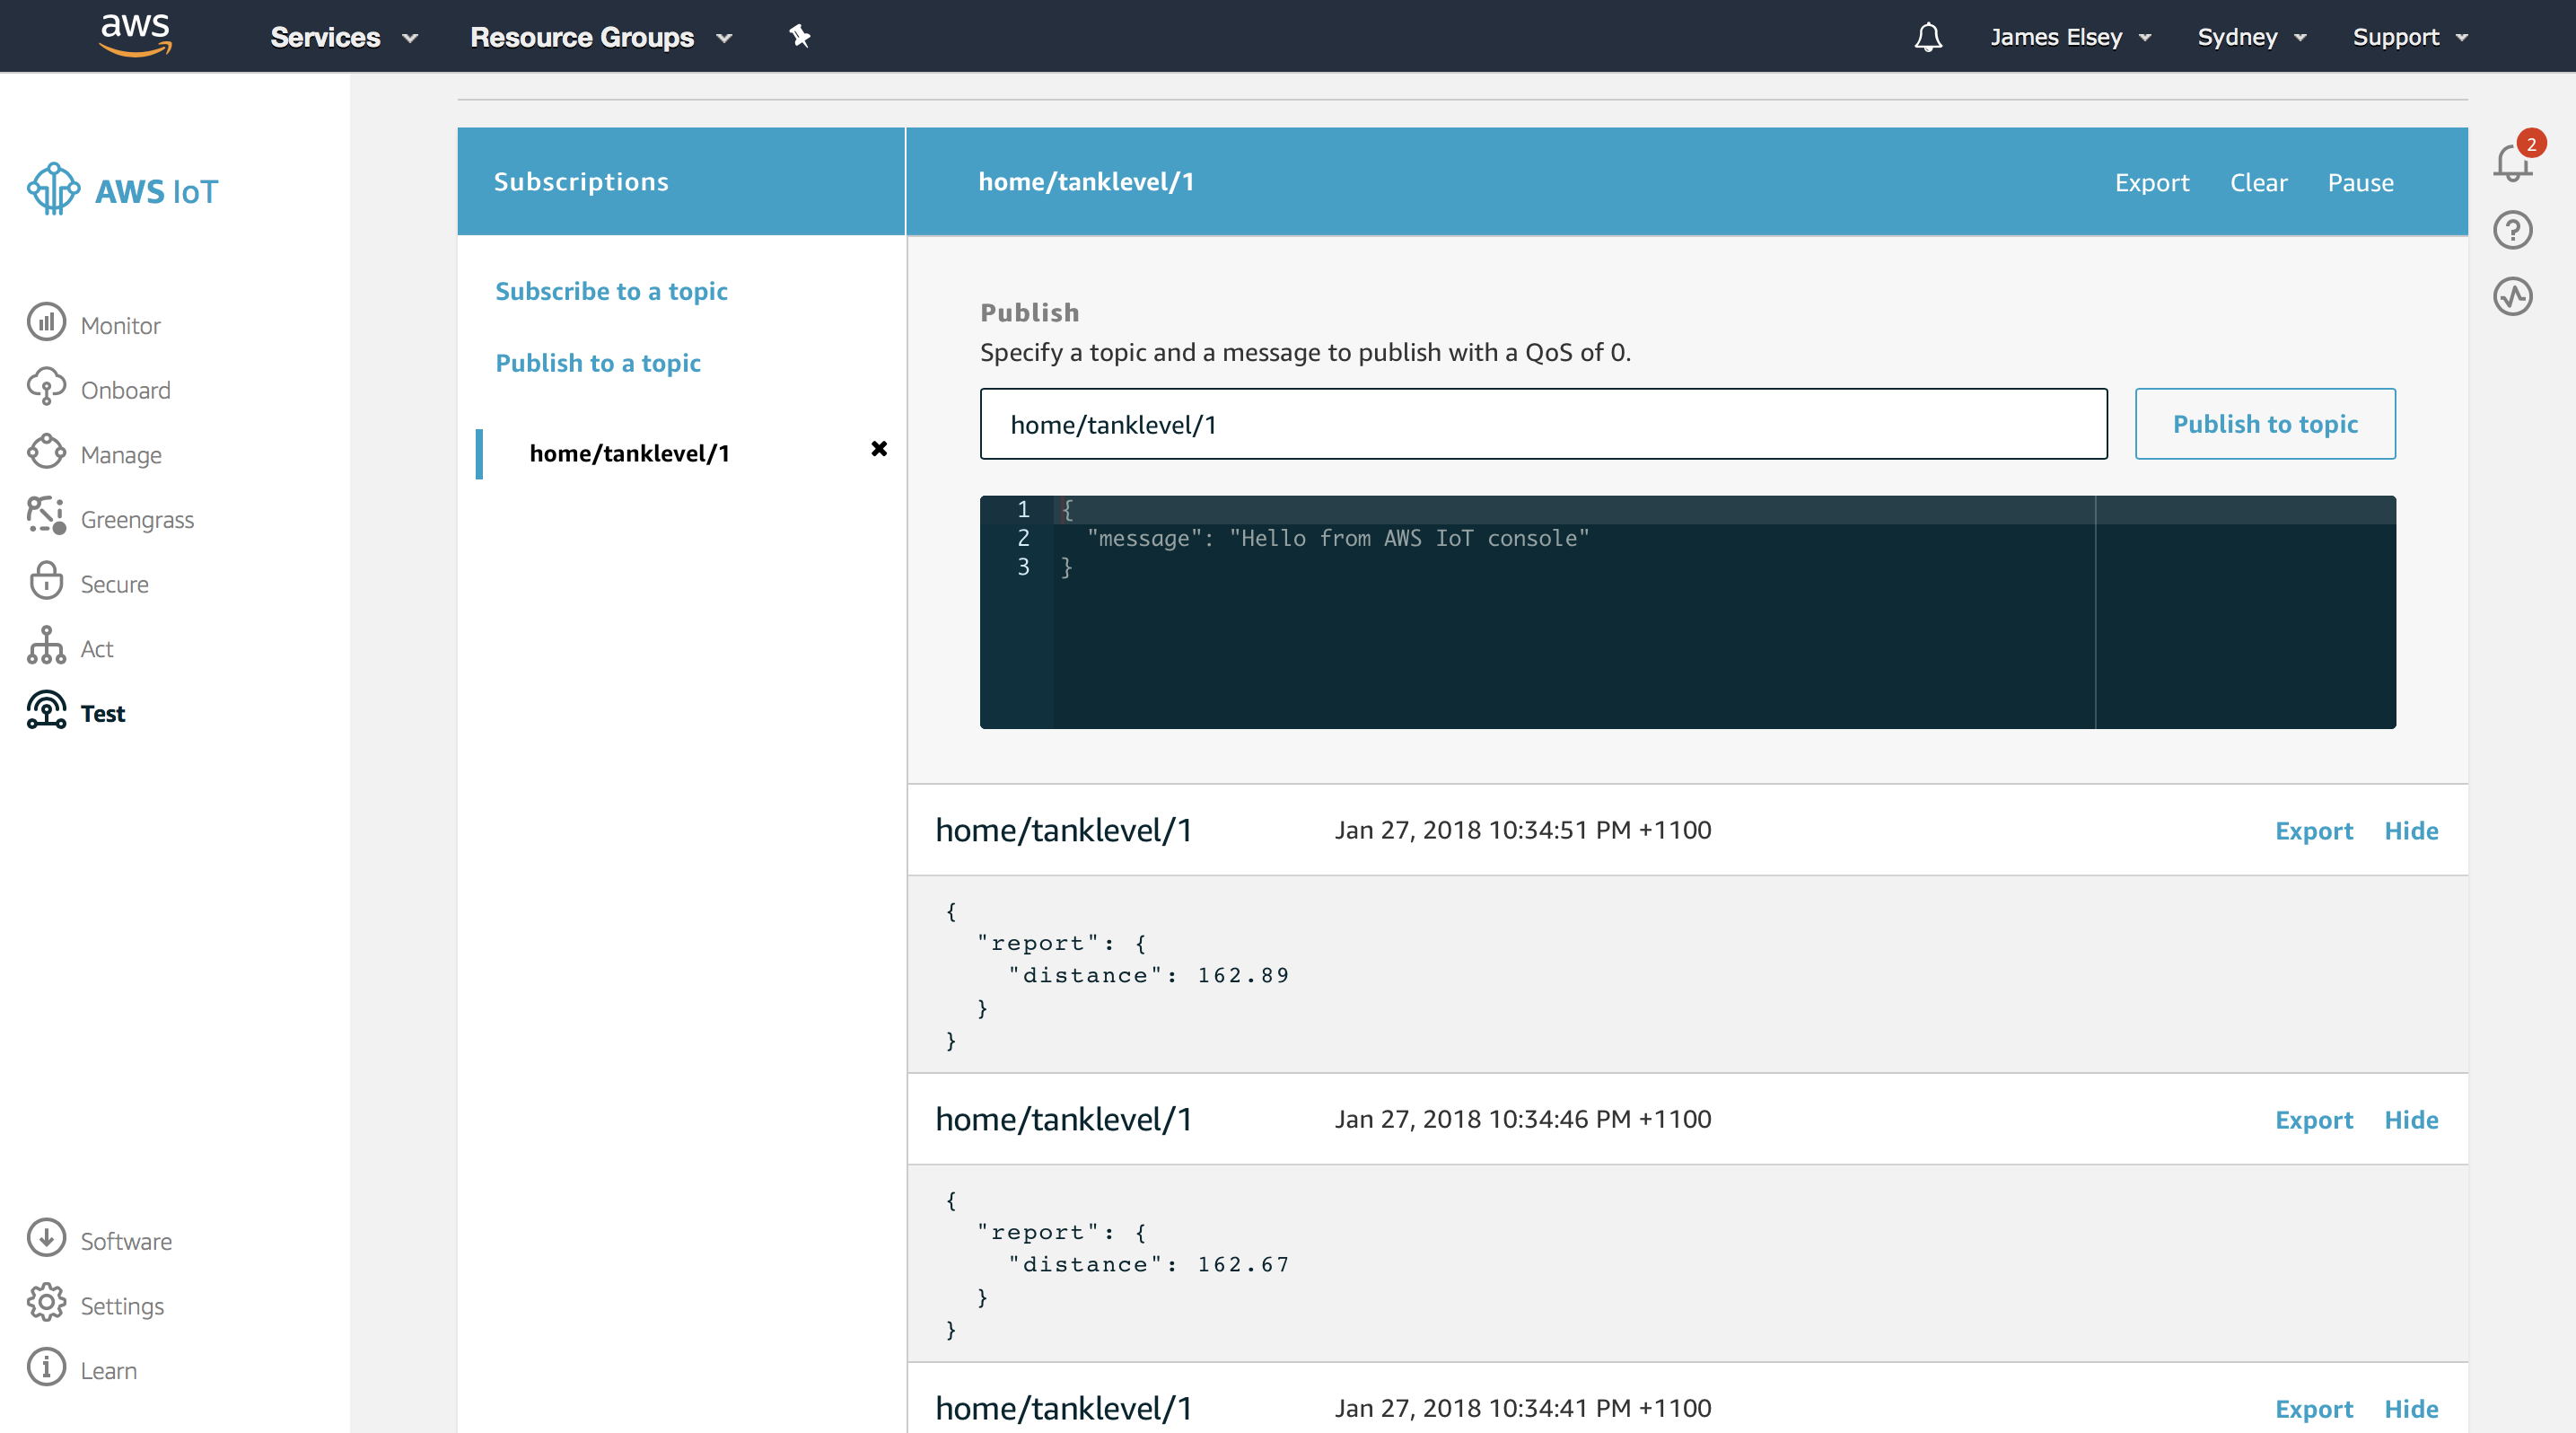 aws
Services
Resource Groups
James Elsey
Sydney
Support
AWS IoT
Monitor
Onboard
Manage
Greengrass
Secure
Act
Test
Software
Settings
Learn
Subscriptions
Subscribe to a topic
Publish to a topic
home/tanklevel/1
home/tanklevel/1
Export Clear Pause
2
Publish
Specify a topic and a message to publish with a QoS of 0.
home/tanklevel/1
Publish to topic
1 {
2 "message": "Hello from AWS IoT console"
3 }
home/tanklevel/1 Jan 27, 2018 10:34:51 PM +1100 Export Hide
{
"report": {
"distance": 162.89
}
}
home/tanklevel/1 Jan 27, 2018 10:34:46 PM +1100 Export Hide
{
"report": {
"distance": 162.67
}
}
home/tanklevel/1 Jan 27, 2018 10:34:41 PM +1100 Export Hide